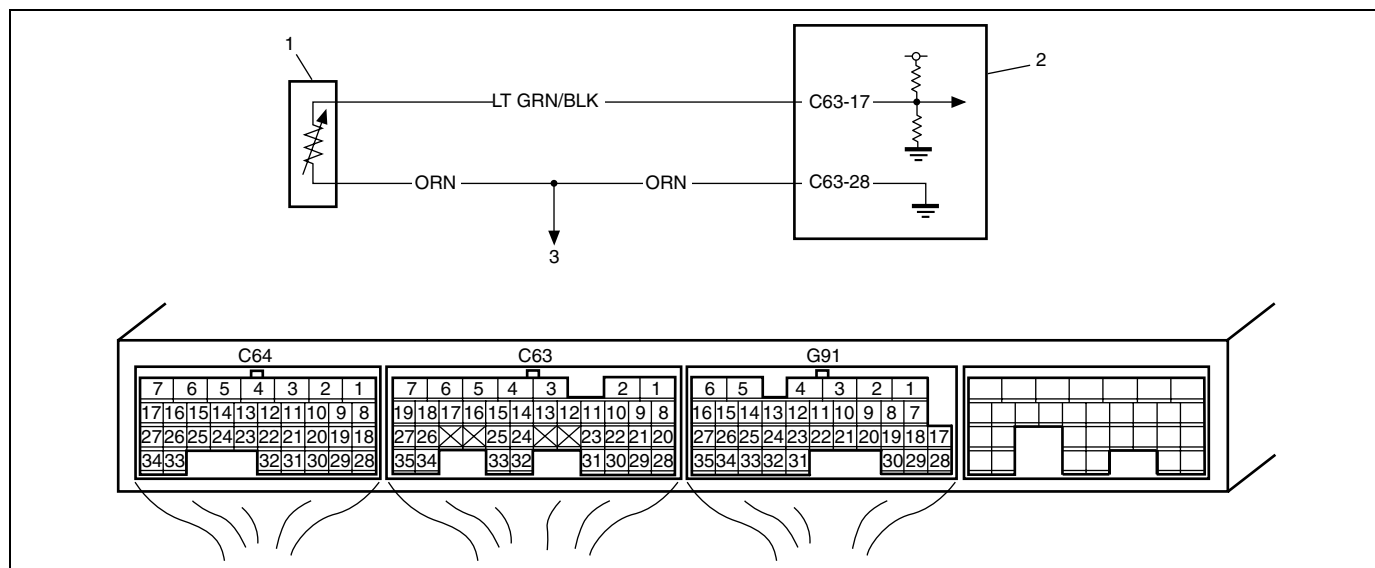 1
2
LT GRN/BLK
C63-17
ORN
ORN
C63-28
3
C64
C63
G91
7 6 5 4 3 2 1
7 6 5 4 3 2 1
6 5 4 3 2 1
17 16 15 14 13 12 11 10 9 8
19 18 17 16 15 14 13 12 11 10 9 8
16 15 14 13 12 11 10 9 8 7
27 26 25 24 23 22 21 20 19 18
27 26 25 24 23 22 21 20
27 26 25 24 23 22 21 20 19 18 17
34 33 32 31 30 29 28
35 34 33 32 31 30 29 28
35 34 33 32 31 30 29 28